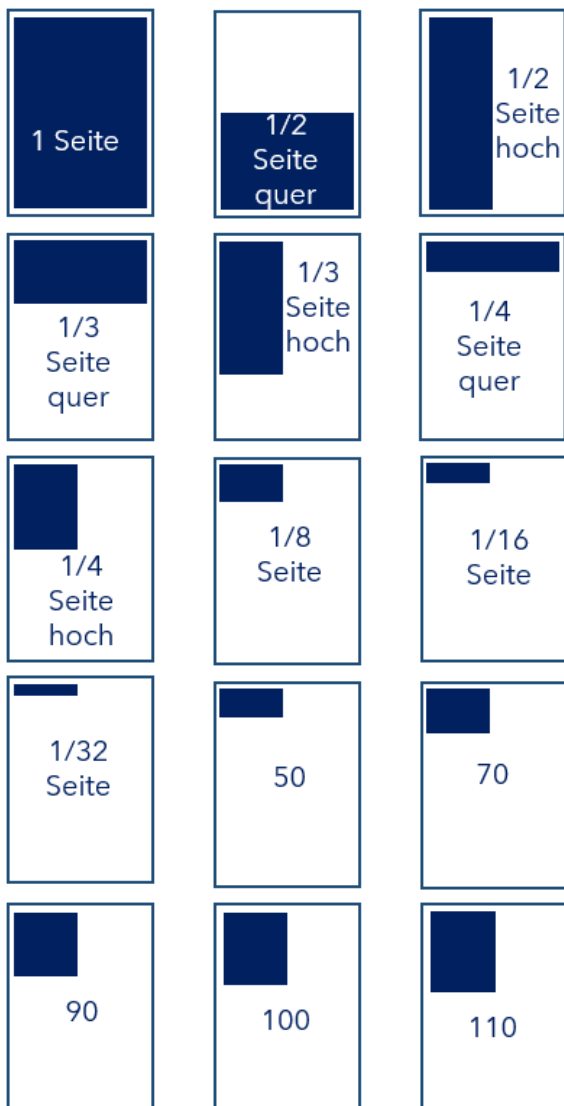 1 Seite
1/2
Seite
quer
1/2
Seite
hoch
1/3
Seite
quer
1/3
Seite
hoch
1/4
Seite
quer
1/4
Seite
hoch
1/8
Seite
1/16
Seite
1/32
Seite
50
70
90
100
110